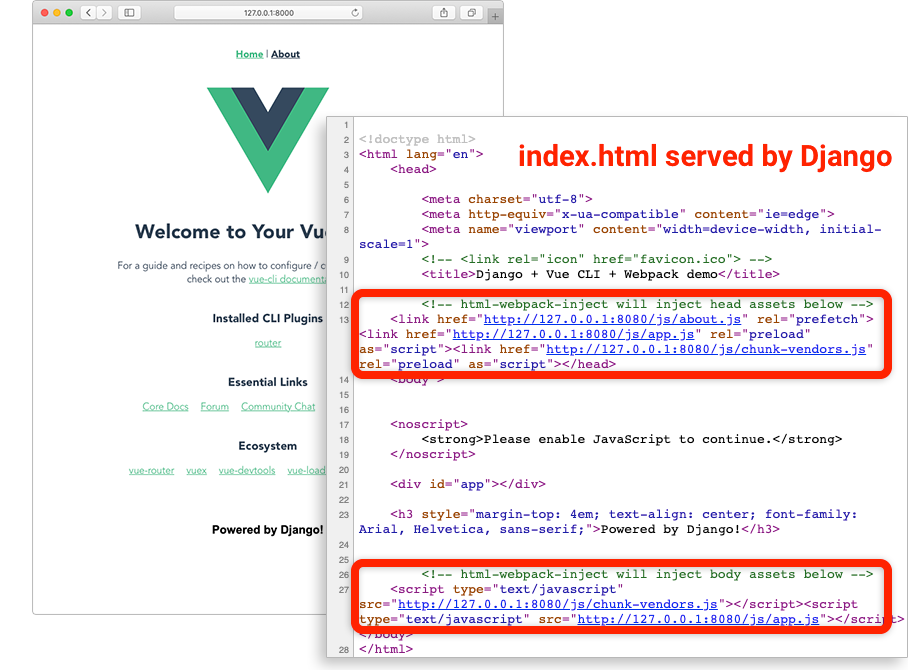 127.0.0.1:8000
Home | About
Welcome to Your Vue
For a guide and recipes on how to configure /
check out the vue-cli documenta
Installed CLI Plugins
router
Essential Links
Core Docs Forum Community Chat
Ecosystem
vue-router vuex vue-devtools vue-load
Powered by Django!
index.html served by Django
1
2 <!doctype html>
3 <html lang="en">
4 <head>
5
6 <meta charset="utf-8">
7 <meta http-equiv="x-ua-compatible" content="ie=edge">
8 <meta name="viewport" content="width=device-width, initial-
scale=1">
9 <!-- <link rel="icon" href="favicon.ico"> -->
10 <title>Django + Vue CLI + Webpack demo</title>
11
12 <!-- html-webpack-inject will inject head assets below -->
13 <link href="http://127.0.0.1:8080/js/about.js" rel="prefetch">
<link href="http://127.0.0.1:8080/js/app.js" rel="preload"
as="script"><link href="http://127.0.0.1:8080/js/chunk-vendors.js"
rel="preload" as="script"></head>
14 <body >
15
16
17 <noscript>
18 <strong>Please enable JavaScript to continue.</strong>
19 </noscript>
20
21 <div id="app"></div>
22
23 <h3 style="margin-top: 4em; text-align: center; font-family:
Arial, Helvetica, sans-serif;">Powered by Django!</h3>
24
25
26 <!-- html-webpack-inject will inject body assets below -->
27 <script type="text/javascript"
src="http://127.0.0.1:8080/js/chunk-vendors.js"></script><script
type="text/javascript" src="http://127.0.0.1:8080/js/app.js"></script>
</body>
28 </html>